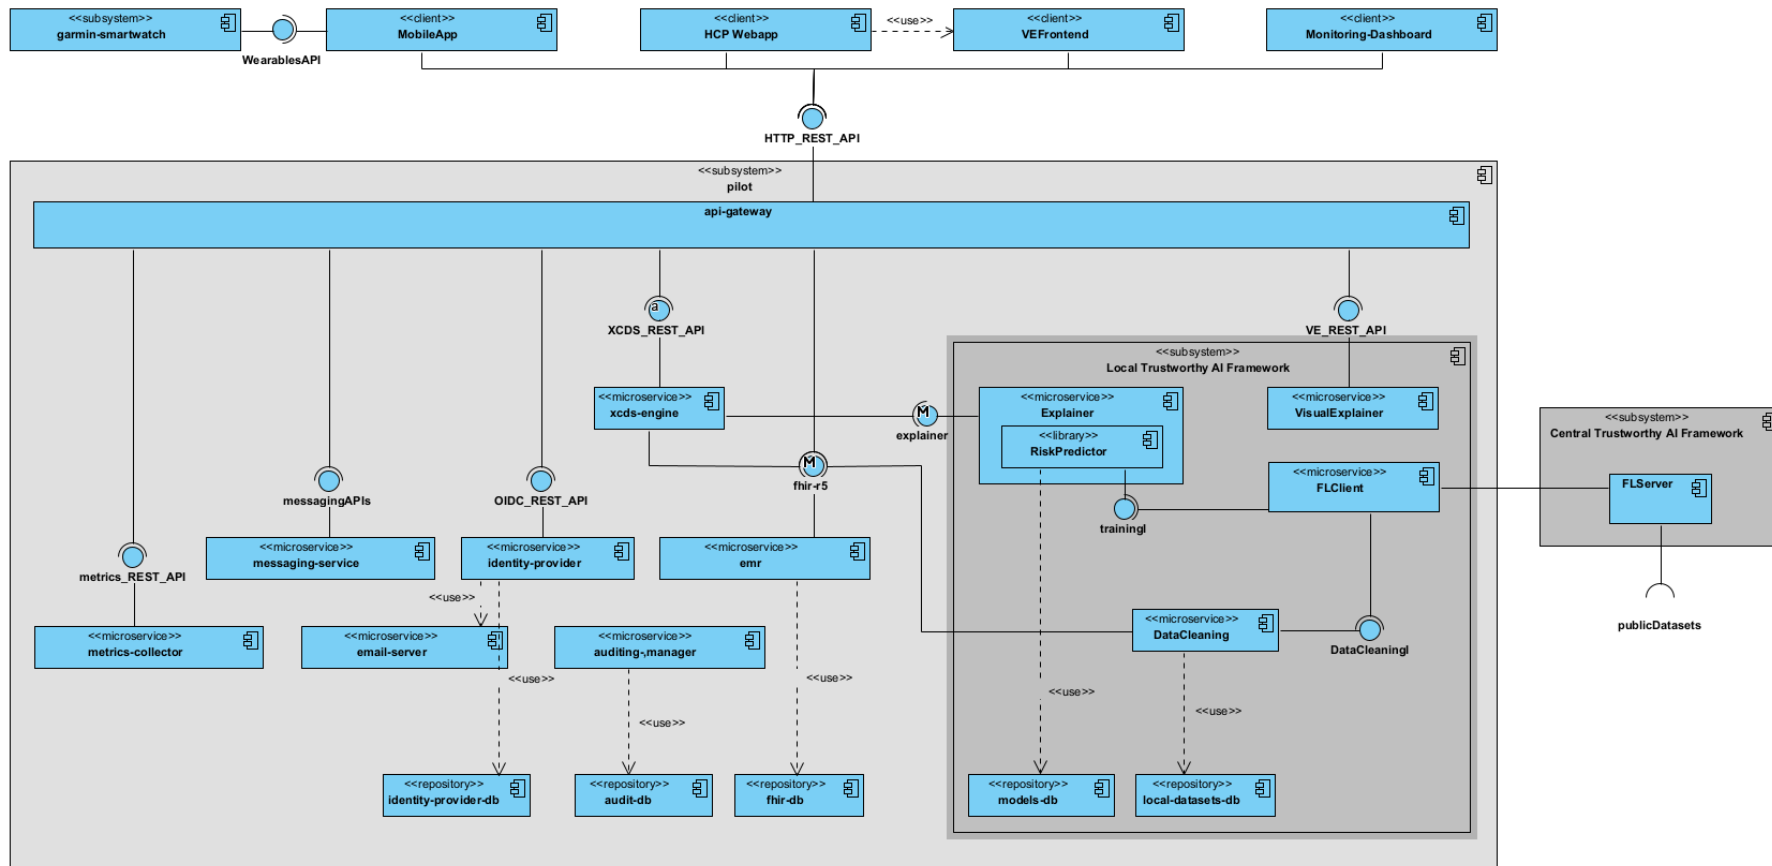 <<subsystem>>
garmin-smartwatch
WearablesAPI
<<client>>
MobileApp
<<client>>
HCP Webapp
<<use>>
<<client>>
VEFrontend
<<client>>
Monitoring-Dashboard
HTTP_REST_API
<<subsystem>>
pilot
api-gateway
a
XCDS_REST_API
VE_REST_API
<<subsystem>>
Local Trustworthy AI Framework
<<microservice>>
xcds-engine
M
explainer
<<microservice>>
Explainer
<<library>>
RiskPredictor
<<microservice>>
VisualExplainer
<<subsystem>>
Central Trustworthy AI Framework
FLServer
publicDatasets
messagingAPIs
OIDC_REST_API
M
fhir-r5
<<microservice>>
FLClient
trainingI
<<microservice>>
messaging-service
<<microservice>>
identity-provider
<<microservice>>
emr
metrics_REST_API
<<use>>
<<microservice>>
metrics-collector
<<microservice>>
email-server
<<microservice>>
auditing-,manager
<<microservice>>
DataCleaning
DataCleaningI
<<use>>
<<use>>
<<use>>
<<use>>
<<use>>
<<repository>>
identity-provider-db
<<repository>>
audit-db
<<repository>>
fhir-db
<<repository>>
models-db
<<repository>>
local-datasets-db